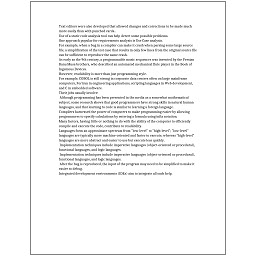 Text editors were also developed that allowed changes and corrections to be made much
more easily than with punched cards.
Use of a static code analysis tool can help detect some possible problems.
One approach popular for requirements analysis is Use Case analysis.
For example, when a bug in a compiler can make it crash when parsing some large source
file, a simplification of the test case that results in only few lines from the original source file
can be sufficient to reproduce the same crash.
As early as the 9th century, a programmable music sequencer was invented by the Persian
Banu Musa brothers, who described an automated mechanical flute player in the Book of
Ingenious Devices.
However, readability is more than just programming style.
For example, COBOL is still strong in corporate data centers often on large mainframe
computers, Fortran in engineering applications, scripting languages in Web development,
and C in embedded software.
Their jobs usually involve:
Although programming has been presented in the media as a somewhat mathematical
subject, some research shows that good programmers have strong skills in natural human
languages, and that learning to code is similar to learning a foreign language.
Compilers harnessed the power of computers to make programming easier by allowing
programmers to specify calculations by entering a formula using infix notation.
Many factors, having little or nothing to do with the ability of the computer to efficiently
compile and execute the code, contribute to readability.
Languages form an approximate spectrum from "low-level" to "high-level"; "low-level"
languages are typically more machine-oriented and faster to execute, whereas "high-level"
languages are more abstract and easier to use but execute less quickly.
Implementation techniques include imperative languages (object-oriented or procedural),
functional languages, and logic languages.
Implementation techniques include imperative languages (object-oriented or procedural),
functional languages, and logic languages.
After the bug is reproduced, the input of the program may need to be simplified to make it
easier to debug.
Integrated development environments (IDEs) aim to integrate all such help.